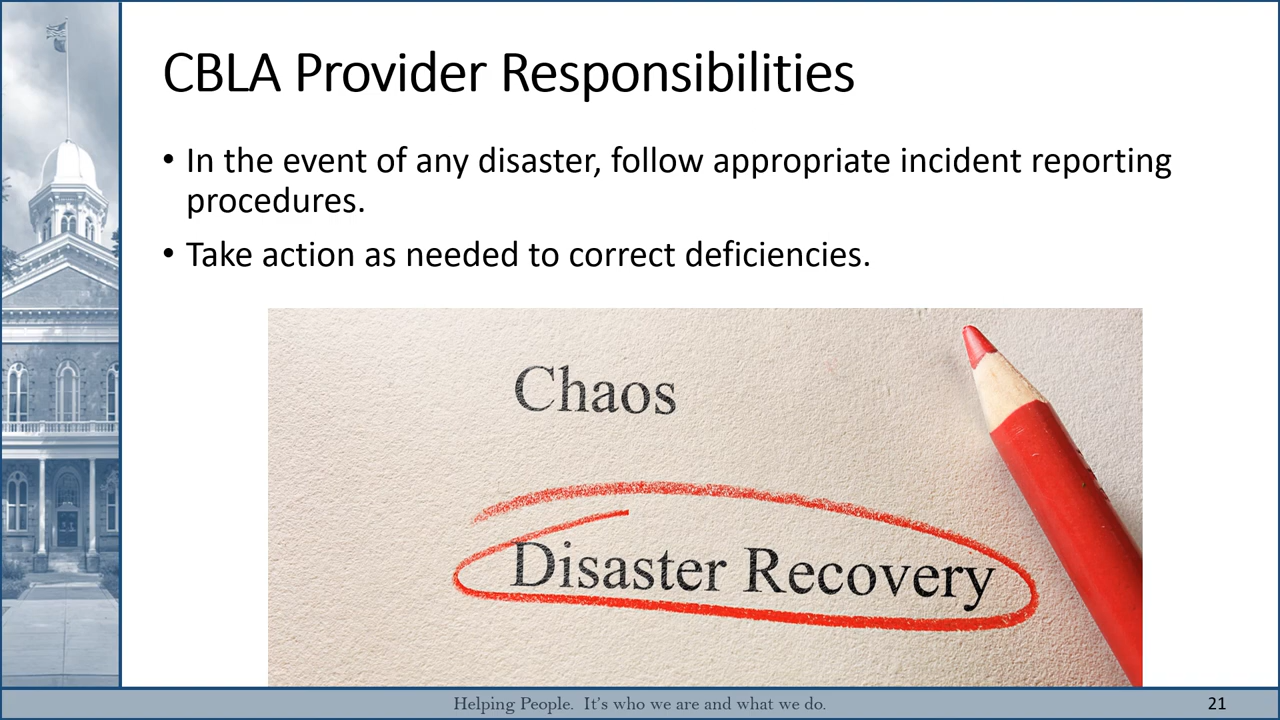 CBLA Provider Responsibilities
• In the event of any disaster, follow appropriate incident reporting
procedures.
• Take action as needed to correct deficiencies.
Chaos
Disaster Recovery
Helping People.  It's who we are and what we do.
21